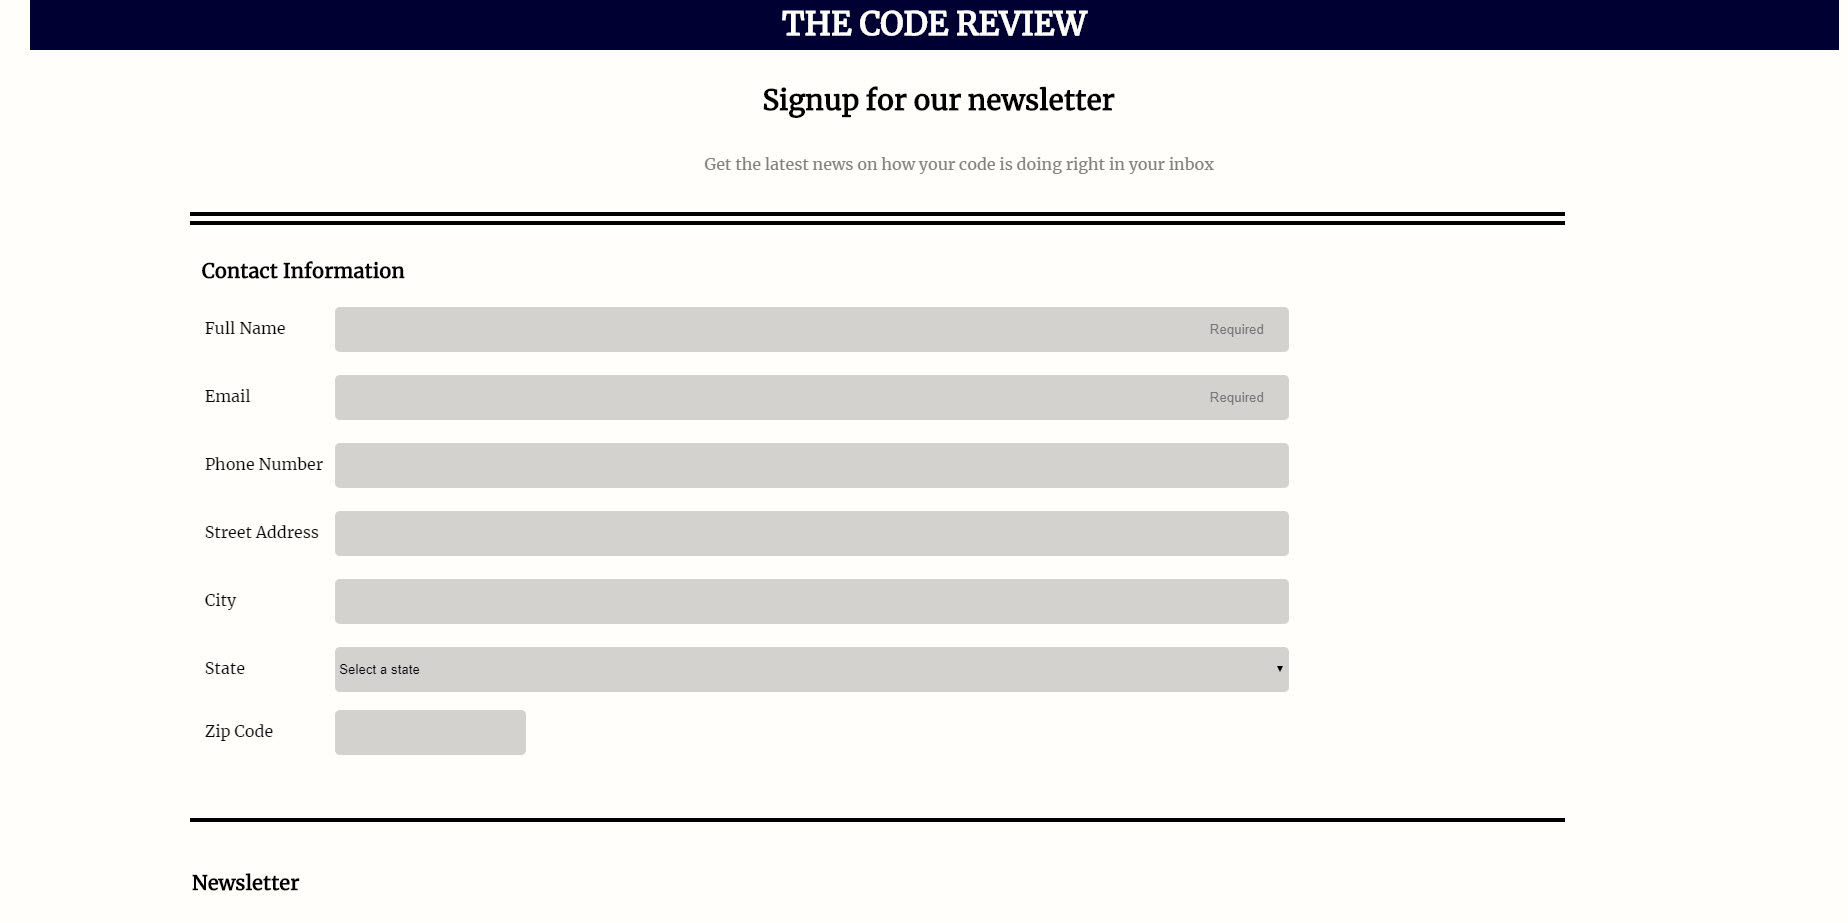 THE CODE REVIEW
Signup for our newsletter
Get the latest news on how your code is doing right in your inbox
Contact Information
Full Name Required
Email Required
Phone Number
Street Address
City
State Select a state
Zip Code
Newsletter